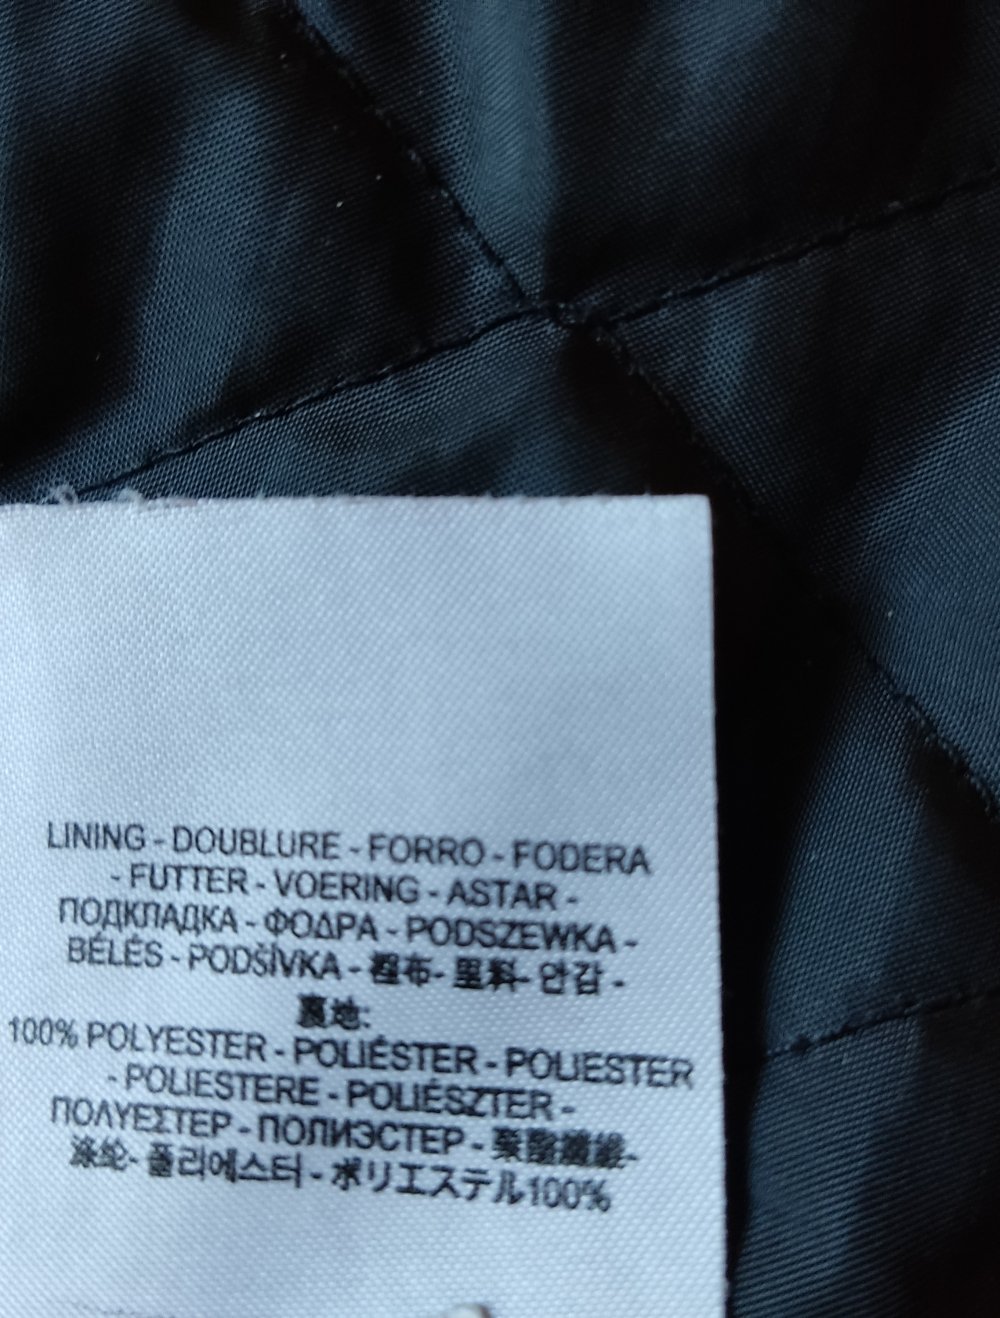 LINING - DOUBLURE - FORRO - FODERA
- FUTTER - VOERING - ASTAR -
ПОДКЛАДКА - ΦΟΔΡΑ - PODSZEWKA -
BÉLÉS - PODŠÍVKA - 裡布- 里料- 안감 -
裏地:
100% POLYESTER - POLIÉSTER - POLIESTER
- POLIESTERE - POLIÉSZTER -
ΠΟΛΥΕΣΤΕΡ - ПОЛИЭСТЕР - 聚酯纖維-
涤纶- 폴리에스터 - ポリエステル100%